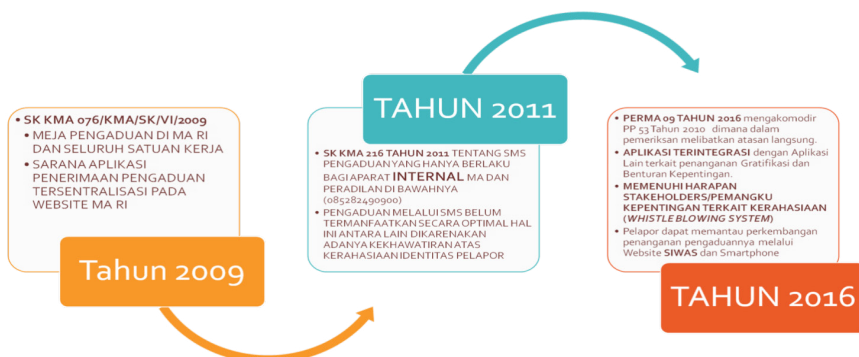 • SK KMA 076/KMA/SK/VI/2009
• MEJA PENGADUAN DI MA RI
DAN SELURUH SATUAN KERJA
• SARANA APLIKASI
PENERIMAAN PENGADUAN
TERSENTRALISASI PADA
WEBSITE MA RI
Tahun 2009
TAHUN 2011
• SK KMA 216 TAHUN 2011 TENTANG SMS
PENGADUAN YANG HANYA BERLAKU
BAGI APARAT INTERNAL MA DAN
PERADILAN DI BAWAHNYA
(085282490900)
• PENGADUAN MELALUI SMS BELUM
TERMANFAATKAN SECARA OPTIMAL HAL
INI ANTARA LAIN DIKARENAKAN
ADANYA KEKHAWATIRAN ATAS
KERAHASIAAN IDENTITAS PELAPOR
• PERMA 09 TAHUN 2016 mengakomodir
PP 53 Tahun 2010 dimana dalam
pemeriksan melibatkan atasan langsung.
• APLIKASI TERINTEGRASI dengan Aplikasi
Lain terkait penanganan Gratifikasi dan
Benturan Kepentingan.
• MEMENUHI HARAPAN
STAKEHOLDERS/PEMANGKU
KEPENTINGAN TERKAIT KERAHASIAAN
(WHISTLE BLOWING SYSTEM)
• Pelapor dapat memantau perkembangan
penanganan pengaduannya melalui
Website SIWAS dan Smartphone
TAHUN 2016